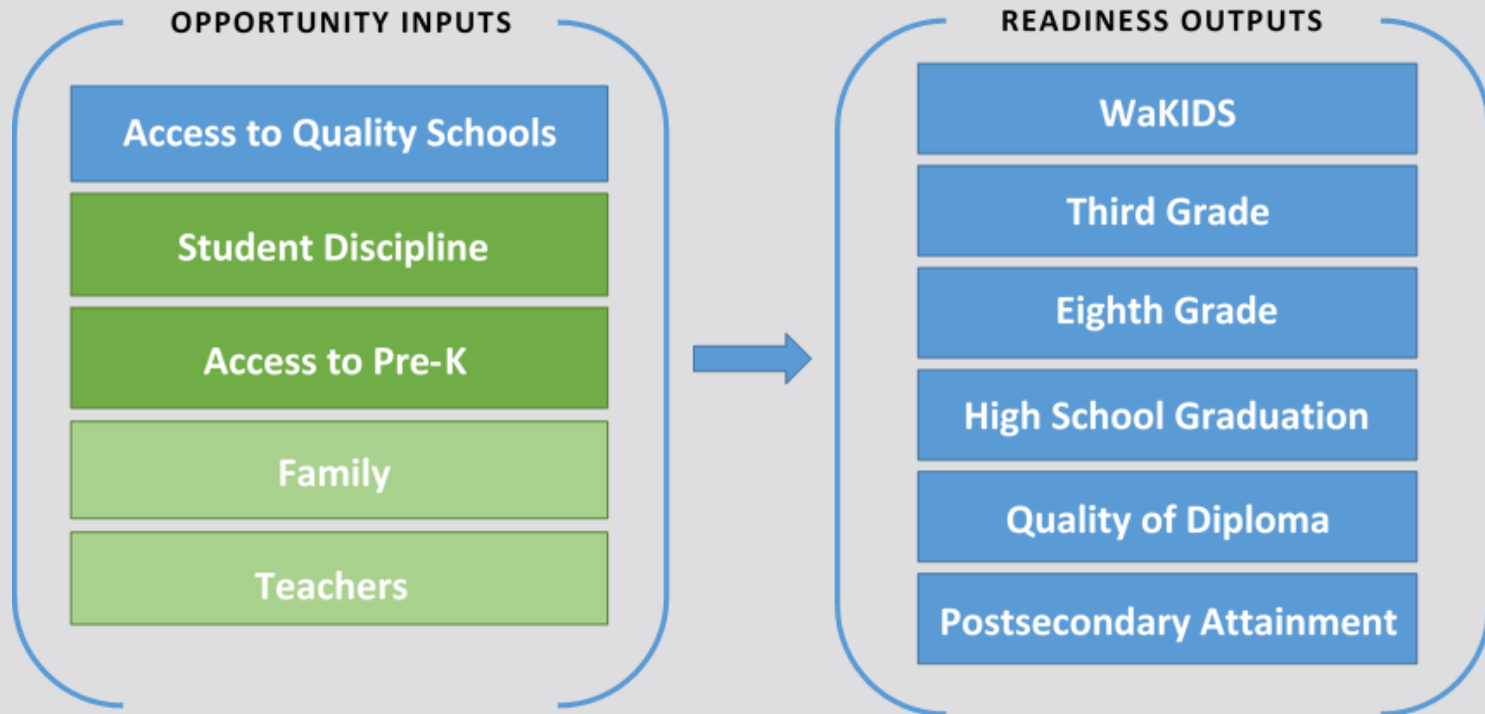 OPPORTUNITY INPUTS
Access to Quality Schools
Student Discipline
Access to Pre-K
Family
Teachers
READINESS OUTPUTS
WaKIDS
Third Grade
Eighth Grade
High School Graduation
Quality of Diploma
Postsecondary Attainment